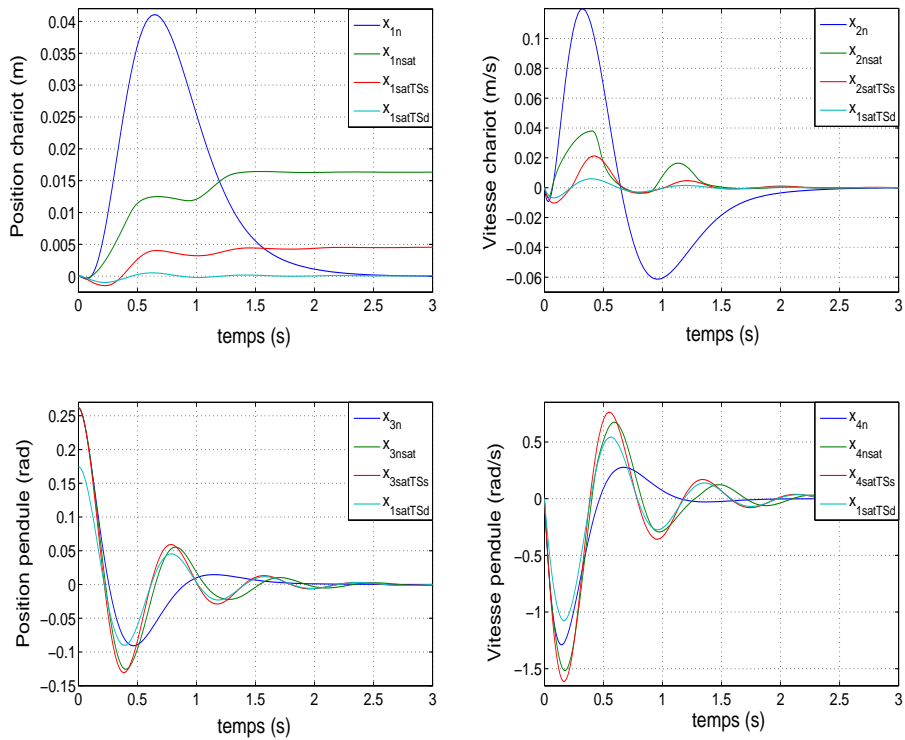 Position chariot (m)
0.04
0.035
0.03
0.025
0.02
0.015
0.01
0.005
0
0 0.5 1 1.5 2 2.5 3
temps (s)
x1n
x1nsat
x1satTSs
x1satTSd
Vitesse chariot (m/s)
0.1
0.08
0.06
0.04
0.02
0
−0.02
−0.04
−0.06
0 0.5 1 1.5 2 2.5 3
temps (s)
x2n
x2nsat
x2satTSs
x1satTSd
Position pendule (rad)
0.25
0.2
0.15
0.1
0.05
0
−0.05
−0.1
−0.15
0 0.5 1 1.5 2 2.5 3
temps (s)
x3n
x3nsat
x3satTSs
x1satTSd
Vitesse pendule (rad/s)
0.5
0
−0.5
−1
−1.5
0 0.5 1 1.5 2 2.5 3
temps (s)
x4n
x4nsat
x4satTSs
x1satTSd